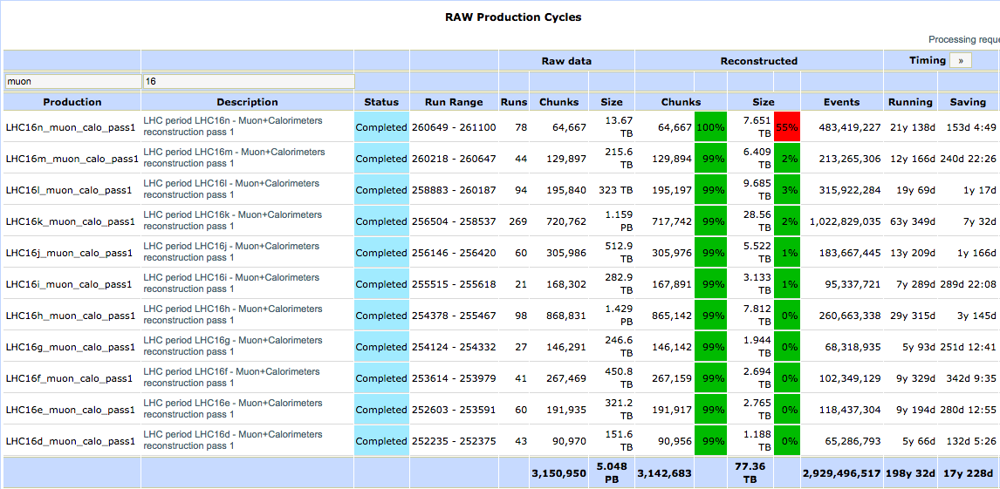 RAW Production Cycles
Processing reque
Raw data Reconstructed Timing »
muon 16
Production Description Status Run Range Runs Chunks Size Chunks Size Events Running Saving
LHC16n_muon_calo_pass1 LHC period LHC16n - Muon+Calorimeters reconstruction pass 1 Completed 260649 - 261100 78 64,667 13.67 TB 64,667 100% 7.651 TB 55% 483,419,227 21y 138d 153d 4:49
LHC16m_muon_calo_pass1 LHC period LHC16m - Muon+Calorimeters reconstruction pass 1 Completed 260218 - 260647 44 129,897 215.6 TB 129,894 99% 6.409 TB 2% 213,265,306 12y 166d 240d 22:26
LHC16l_muon_calo_pass1 LHC period LHC16l - Muon+Calorimeters reconstruction pass 1 Completed 258883 - 260187 94 195,840 323 TB 195,197 99% 9.685 TB 3% 315,922,284 19y 69d 1y 17d
LHC16k_muon_calo_pass1 LHC period LHC16k - Muon+Calorimeters reconstruction pass 1 Completed 256504 - 258537 269 720,762 1.159 PB 717,742 99% 28.56 TB 2% 1,022,829,035 63y 349d 7y 32d
LHC16j_muon_calo_pass1 LHC period LHC16j - Muon+Calorimeters reconstruction pass 1 Completed 256146 - 256420 60 305,986 512.9 TB 305,976 99% 5.522 TB 1% 183,667,445 13y 209d 1y 166d
LHC16i_muon_calo_pass1 LHC period LHC16i - Muon+Calorimeters reconstruction pass 1 Completed 255515 - 255618 21 168,302 282.9 TB 167,891 99% 3.133 TB 1% 95,337,721 7y 289d 289d 22:08
LHC16h_muon_calo_pass1 LHC period LHC16h - Muon+Calorimeters reconstruction pass 1 Completed 254378 - 255467 98 868,831 1.429 PB 865,142 99% 7.812 TB 0% 260,663,338 29y 315d 3y 145d
LHC16g_muon_calo_pass1 LHC period LHC16g - Muon+Calorimeters reconstruction pass 1 Completed 254124 - 254332 27 146,291 246.6 TB 146,142 99% 1.944 TB 0% 68,318,935 5y 93d 251d 12:41
LHC16f_muon_calo_pass1 LHC period LHC16f - Muon+Calorimeters reconstruction pass 1 Completed 253614 - 253979 41 267,469 450.8 TB 267,159 99% 2.694 TB 0% 102,349,129 9y 329d 342d 9:35
LHC16e_muon_calo_pass1 LHC period LHC16e - Muon+Calorimeters reconstruction pass 1 Completed 252603 - 253591 60 191,935 321.2 TB 191,917 99% 2.765 TB 0% 118,437,304 9y 194d 280d 12:55
LHC16d_muon_calo_pass1 LHC period LHC16d - Muon+Calorimeters reconstruction pass 1 Completed 252235 - 252375 43 90,970 151.6 TB 90,956 99% 1.188 TB 0% 65,286,793 5y 66d 132d 5:26
3,150,950 5.048 PB 3,142,683 77.36 TB 2,929,496,517 198y 32d 17y 228d